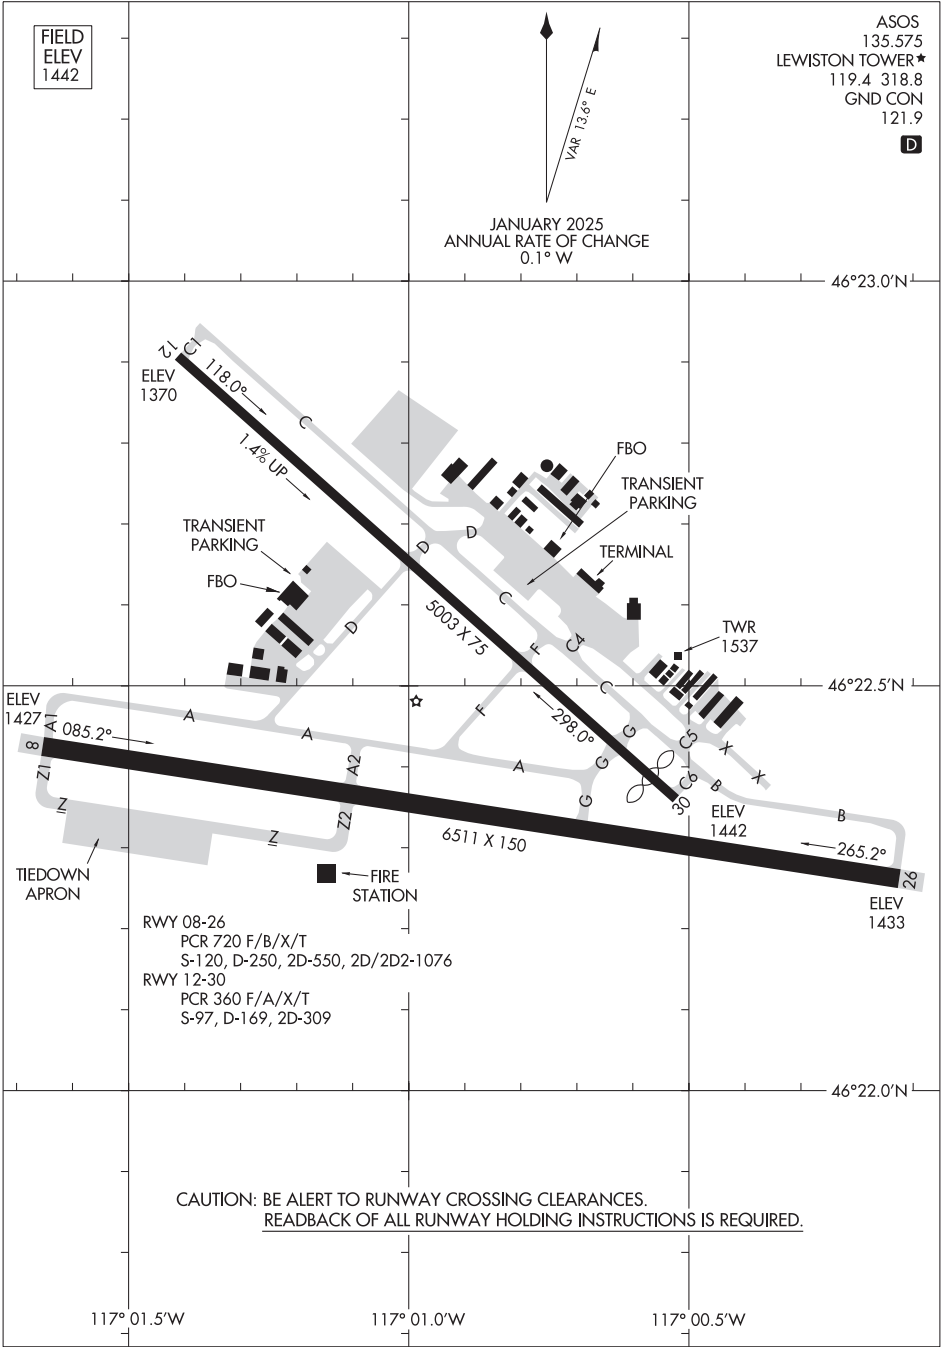 FIELD
ELEV
1442
ASOS
135.575
LEWISTON TOWER★
119.4 318.8
GND CON
121.9
D
VAR 13.6° E
JANUARY 2025
ANNUAL RATE OF CHANGE
0.1° W
46°23.0'N
12
C1
ELEV
1370
118.0°
C
1.4% UP
FBO
TRANSIENT
PARKING
TERMINAL
TRANSIENT
PARKING
FBO
D
D
D
C
5003 X 75
F
C4
TWR
1537
46°22.5'N
ELEV
1427
8
A1
085.2°
A
A
A2
F
A
298.0°
C
G
G
G
C5
C6
X
X
B
B
30
ELEV
1442
Z1
Z
Z
Z2
6511 X 150
265.2°
26
ELEV
1433
TIEDOWN
APRON
FIRE
STATION
RWY 08-26
PCR 720 F/B/X/T
S-120, D-250, 2D-550, 2D/2D2-1076
RWY 12-30
PCR 360 F/A/X/T
S-97, D-169, 2D-309
46°22.0'N
CAUTION: BE ALERT TO RUNWAY CROSSING CLEARANCES.
READBACK OF ALL RUNWAY HOLDING INSTRUCTIONS IS REQUIRED.
117° 01.5'W
117° 01.0'W
117° 00.5'W